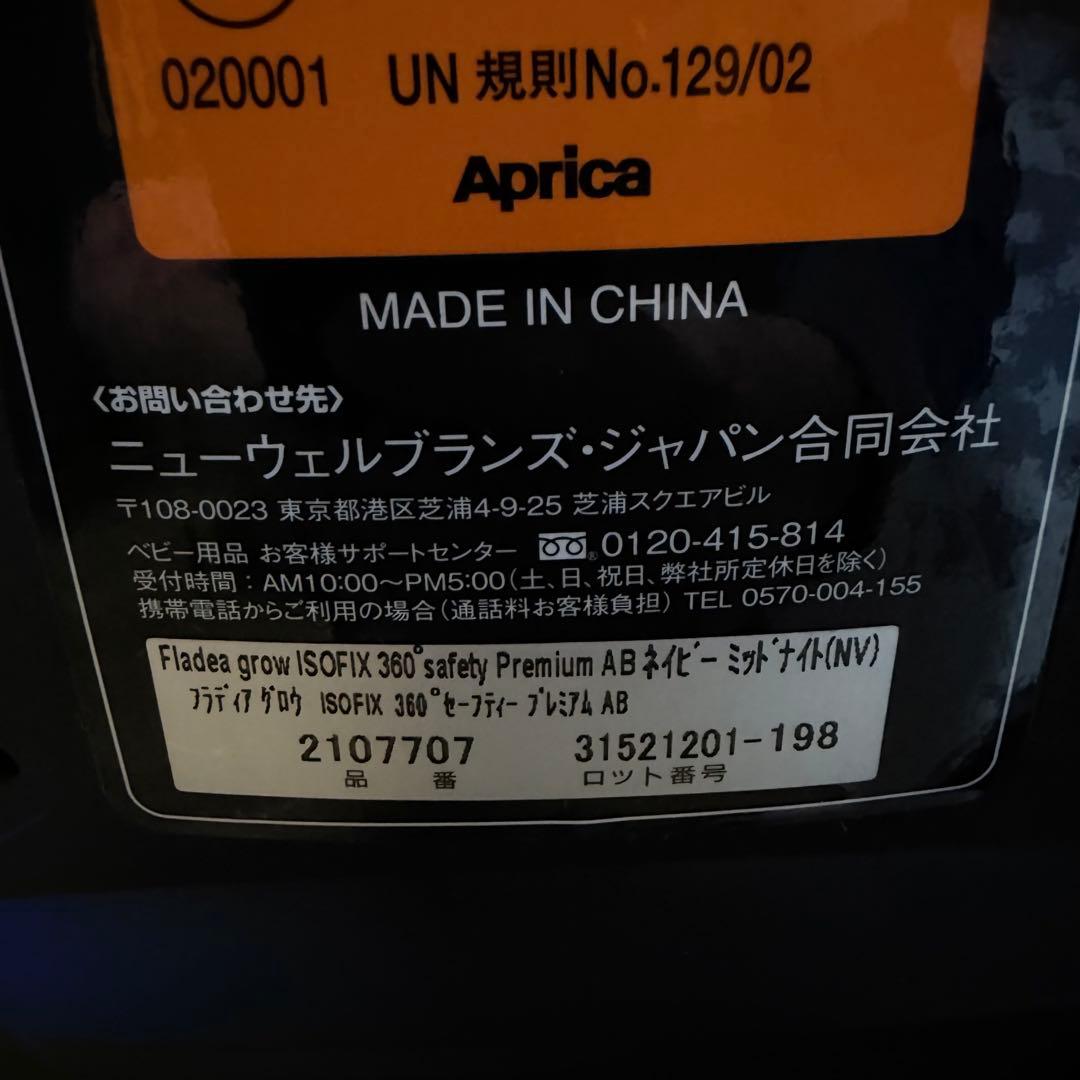 020001 UN 規則No.129/02
Aprica
MADE IN CHINA
〈お問い合わせ先〉
ニューウェルブランズ・ジャパン合同会社
〒108-0023 東京都港区芝浦4-9-25 芝浦スクエアビル
ベビー用品 お客様サポートセンター 0120-415-814
受付時間：AM10:00〜PM5:00（土、日、祝日、弊社所定休日を除く）
携帯電話からご利用の場合（通話料お客様負担）TEL 0570-004-155
Fladea grow ISOFIX 360°safety Premium AB ﾈｲﾋﾞｰ ﾐｯﾄﾞﾅｲﾄ(NV)
ﾌﾗﾃﾞｨｱ ｸﾞﾛｳ ISOFIX 360°ｾｰﾌﾃｨｰ ﾌﾟﾚﾐｱﾑ AB
2107707 31521201-198
品番 ロット番号